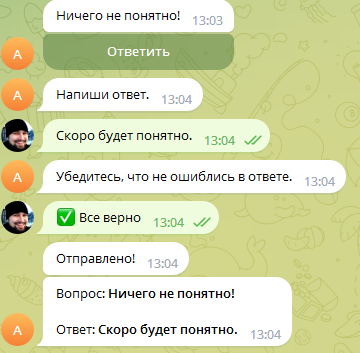 Ничего не понятно! 13:03
Ответить
А
Напиши ответ. 13:04
А
Скоро будет понятно. 13:04
Убедитесь, что не ошиблись в ответе. 13:04
А
✅ Все верно 13:04
Отправлено! 13:04
Вопрос: Ничего не понятно!
Ответ: Скоро будет понятно. 13:04
А